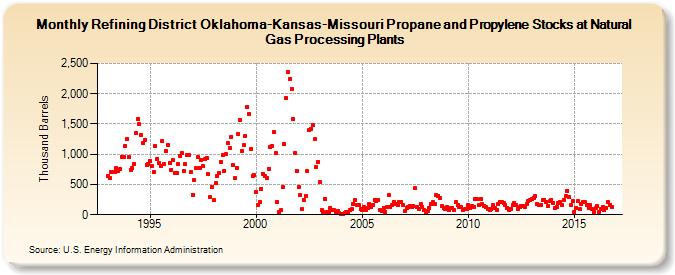 Monthly Refining District Oklahoma-Kansas-Missouri Propane and Propylene Stocks at Natural
Gas Processing Plants
Thousand Barrels
2,500
2,000
1,500
1,000
500
0
1995
2000
2005
2010
2015
Source: U.S. Energy Information Administration